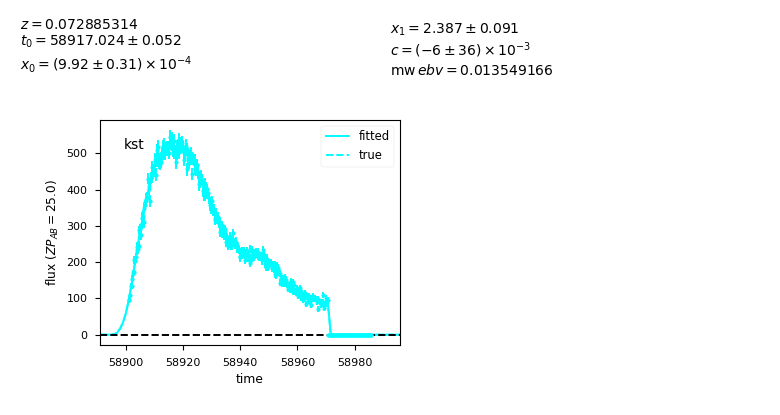 z = 0.072885314
t₀ = 58917.024 ± 0.052
x₀ = (9.92 ± 0.31) × 10⁻⁴
x₁ = 2.387 ± 0.091
c = (−6 ± 36) × 10⁻³
mw ebv = 0.013549166
kst
fitted
true
flux (ZP_AB = 25.0)
500
400
300
200
100
0
58900 58920 58940 58960 58980
time